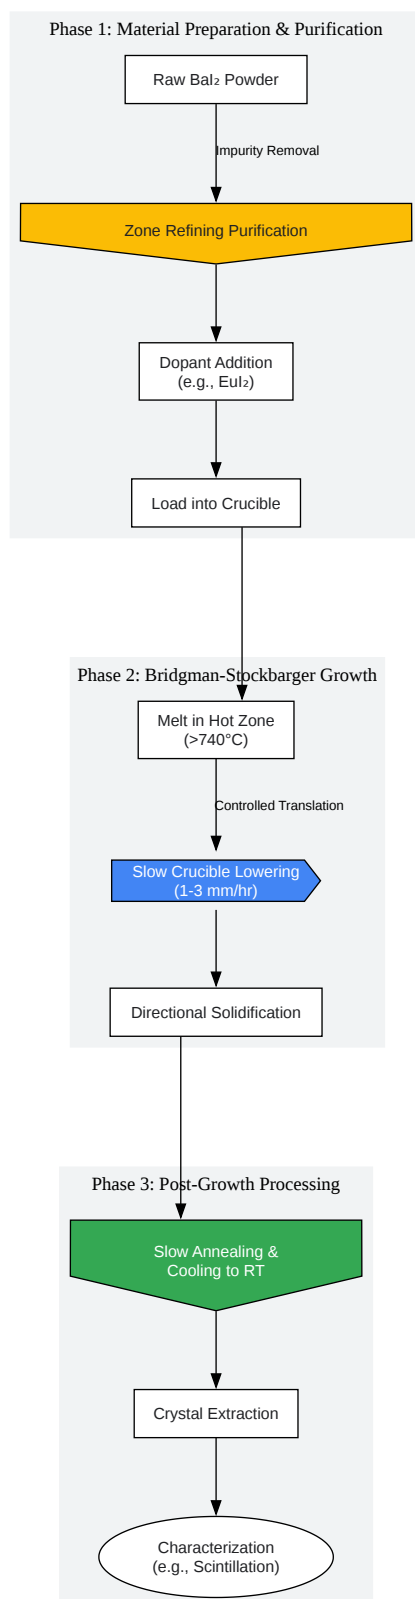 Phase 1: Material Preparation & Purification
Raw BaI₂ Powder
Impurity Removal
Zone Refining Purification
Dopant Addition
(e.g., EuI₂)
Load into Crucible
Phase 2: Bridgman-Stockbarger Growth
Melt in Hot Zone
(>740°C)
Controlled Translation
Slow Crucible Lowering
(1-3 mm/hr)
Directional Solidification
Phase 3: Post-Growth Processing
Slow Annealing &
Cooling to RT
Crystal Extraction
Characterization
(e.g., Scintillation)